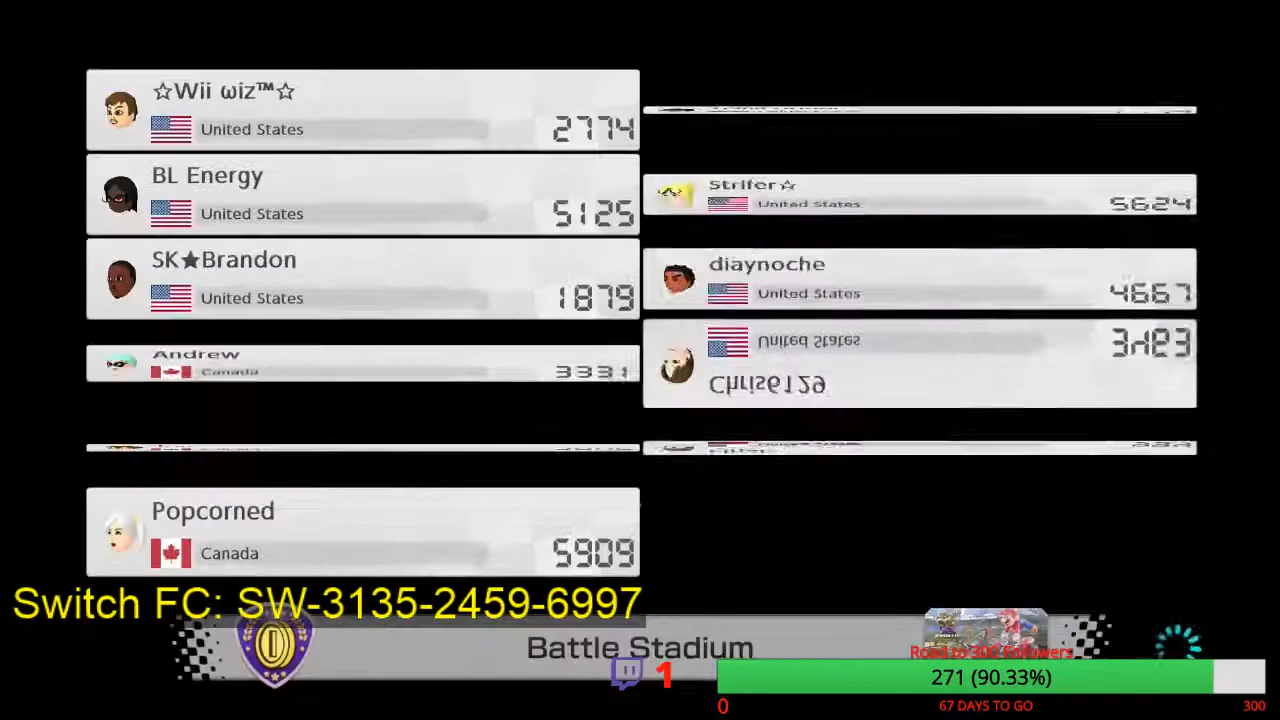 ☆Wii ωiz™☆
United States
2774
BL Energy
United States
5125
Strifer☆
United States
5624
SK★Brandon
United States
1879
diaynoche
United States
4667
Andrew
Canada
3331
United States
3463
Chris6129
Popcorned
Canada
5909
Switch FC: SW-3135-2459-6997
Battle Stadium
Road to 300 Followers
1
271 (90.33%)
0
67 DAYS TO GO
300